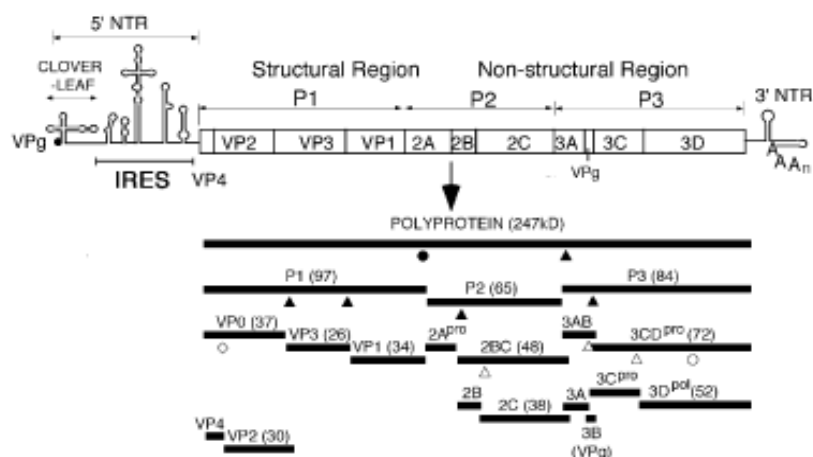 5' NTR
CLOVER
-LEAF
Structural Region Non-structural Region
P1 P2 P3
3' NTR
VPg
VP2 VP3 VP1 2A 2B 2C 3A 3C 3D
VPg
AAAn
IRES
VP4
POLYPROTEIN (247kD)
P1 (97) P2 (65) P3 (84)
VP0 (37) VP3 (26) VP1 (34) 2Apro 2BC (48) 3AB 3CDpro(72)
2B 2C (38) 3A 3Cpro 3Dpol(52)
VP4 VP2 (30)
3B
(VPg)